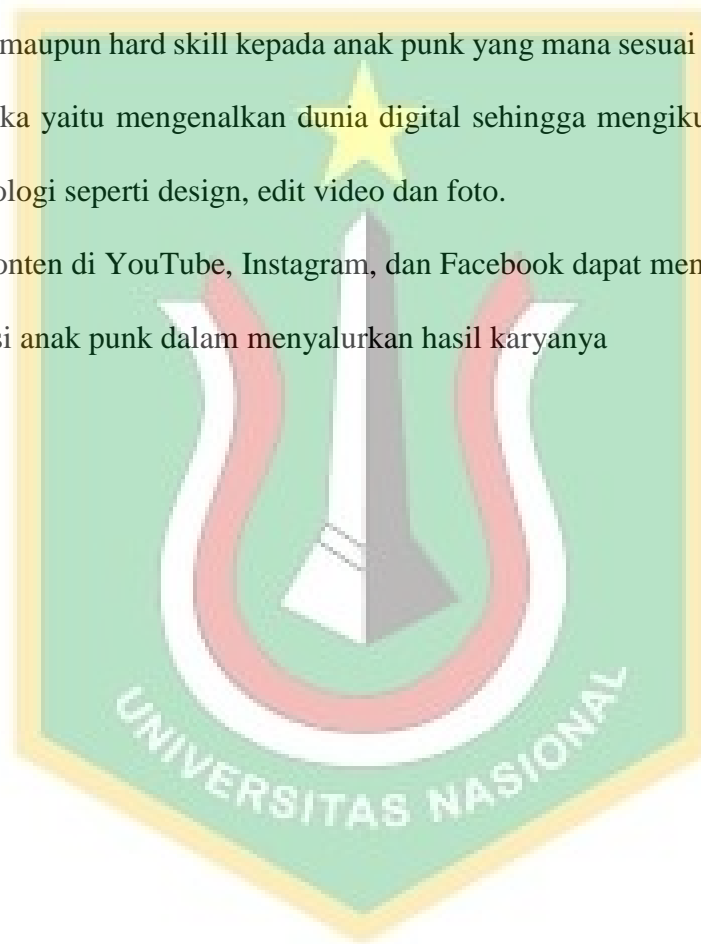 maupun hard skill kepada anak punk yang mana sesuai
ka yaitu mengenalkan dunia digital sehingga mengiku
ologi seperti design, edit video dan foto.
onten di YouTube, Instagram, dan Facebook dapat men
si anak punk dalam menyalurkan hasil karyanya
UNIVERSITAS NASIONAL